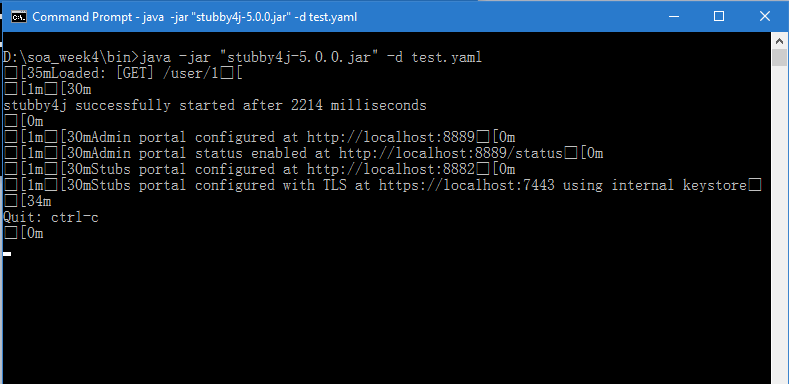 Command Prompt - java -jar "stubby4j-5.0.0.jar" -d test.yaml
D:\soa_week4\bin>java -jar "stubby4j-5.0.0.jar" -d test.yaml
□[35mLoaded: [GET] /user/1□[
□[1m□[30m
stubby4j successfully started after 2214 milliseconds
□[0m
□[1m□[30mAdmin portal configured at http://localhost:8889□[0m
□[1m□[30mAdmin portal status enabled at http://localhost:8889/status□[0m
□[1m□[30mStubs portal configured at http://localhost:8882□[0m
□[1m□[30mStubs portal configured with TLS at https://localhost:7443 using internal keystore□
□[34m
Quit: ctrl-c
□[0m